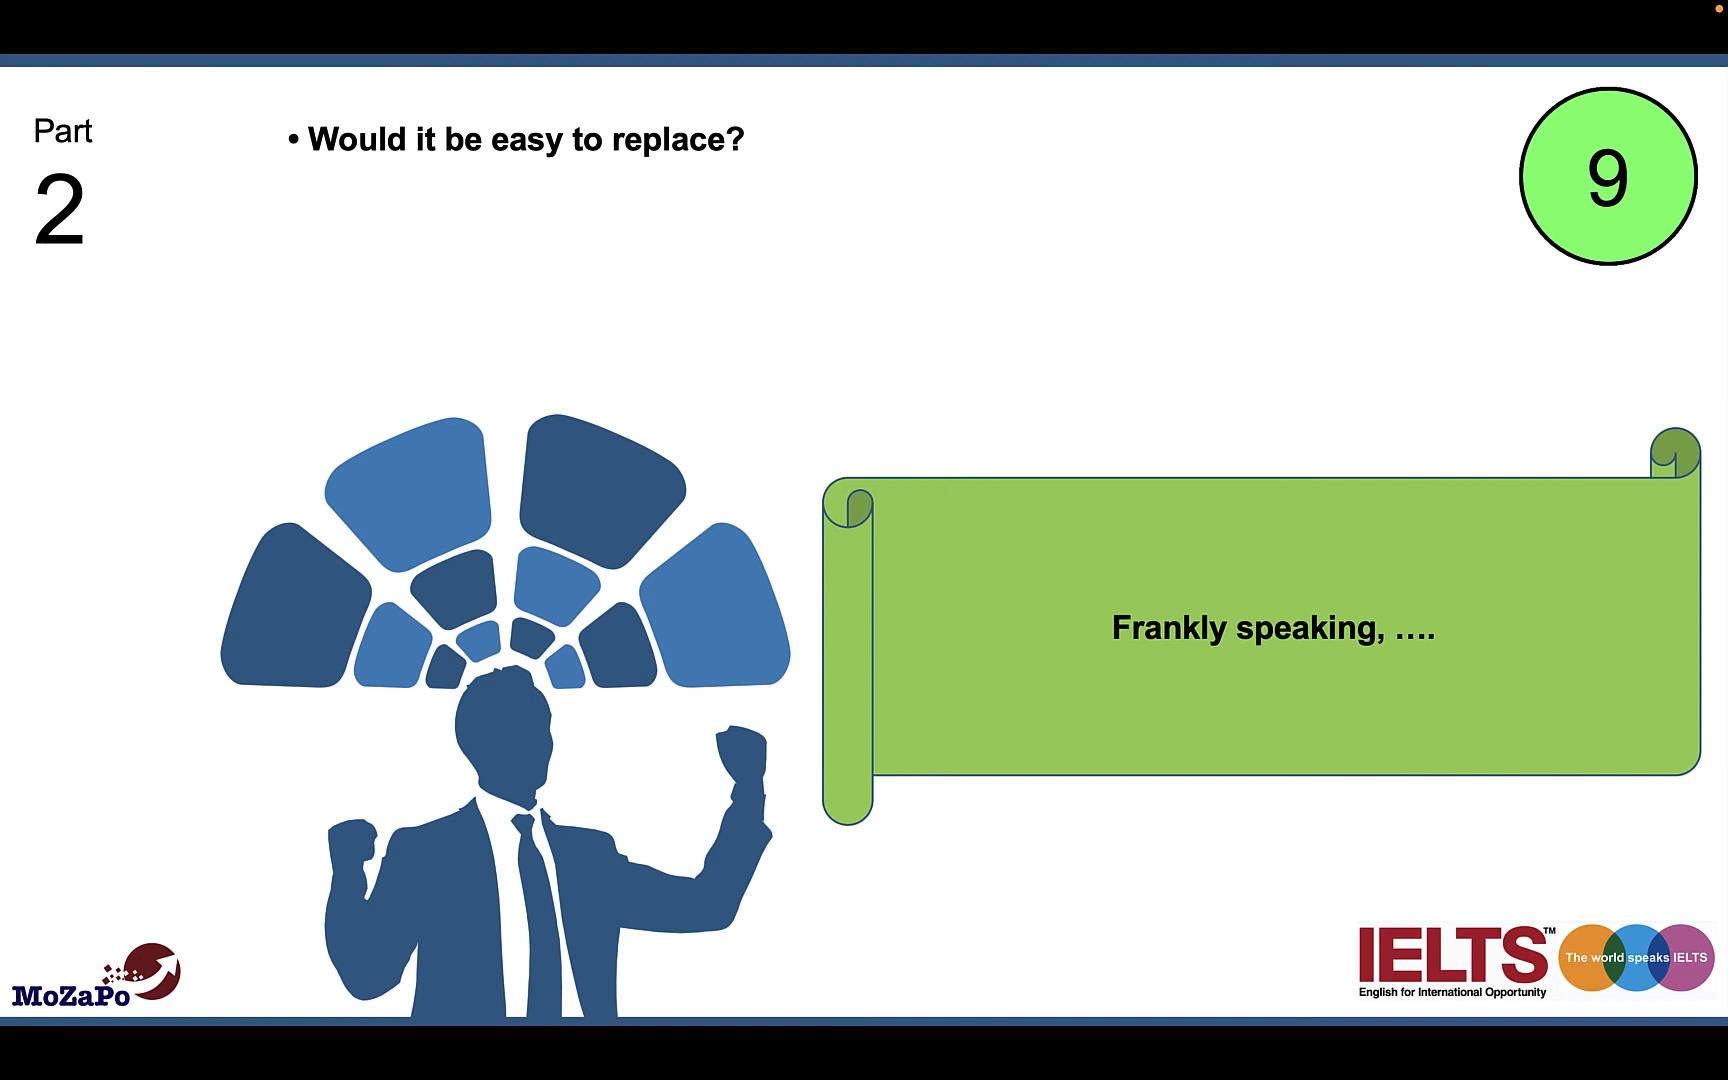 Part
2
• Would it be easy to replace?
9
Frankly speaking, ....
MoZaPo
IELTS™
English for International Opportunity
The world speaks IELTS